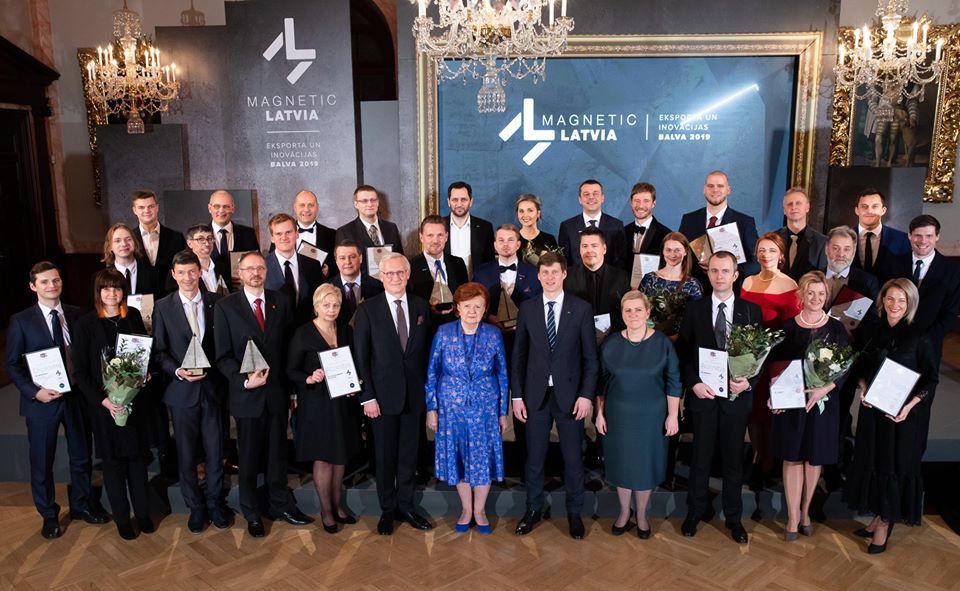 MAGNETIC
LATVIA
EKSPORTA UN
INOVĀCIJAS
BALVA 2019
MAGNETIC
LATVIA
EKSPORTA UN
INOVĀCIJAS
BALVA 2019